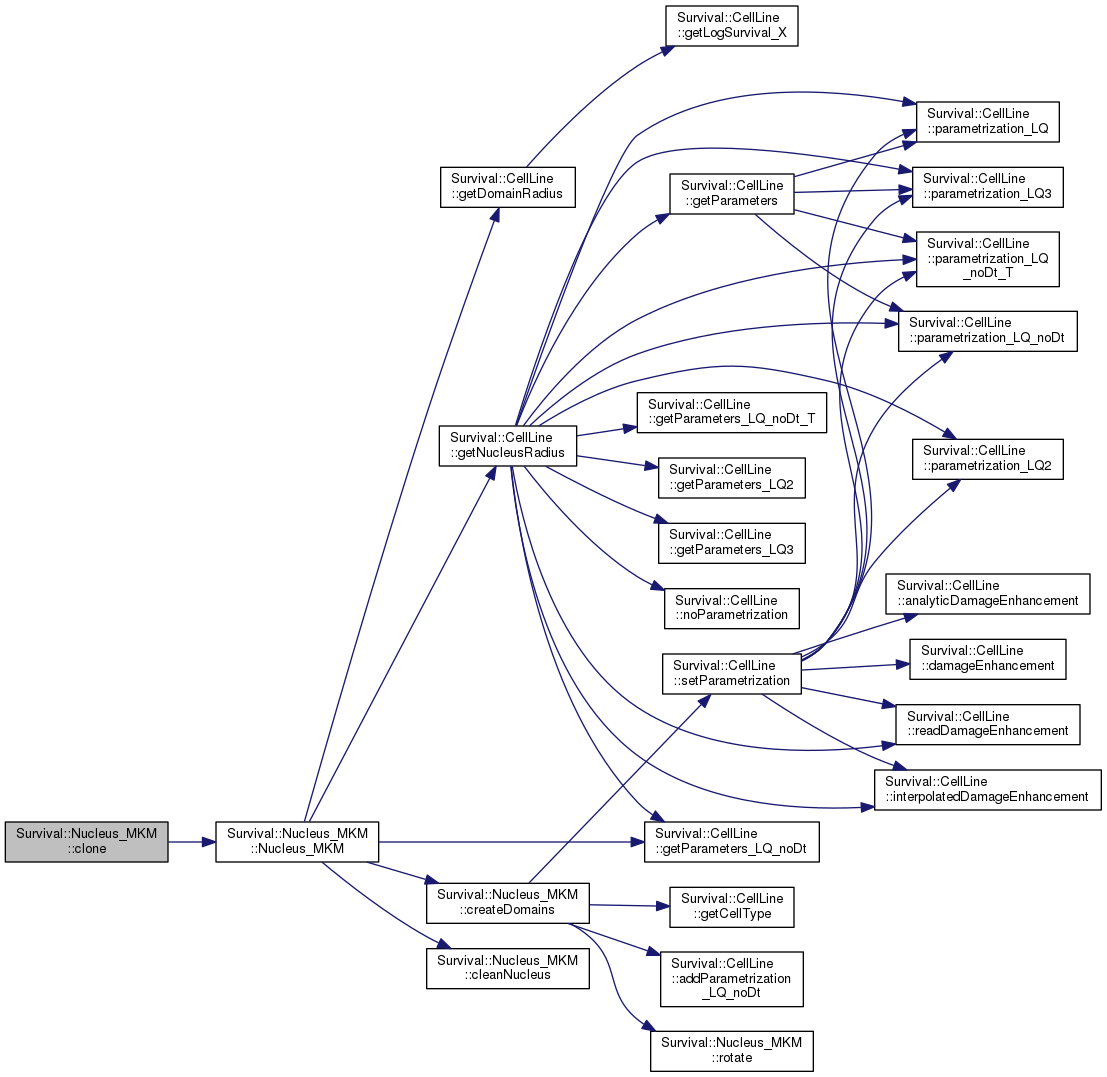 Survival::CellLine
::getLogSurvival_X
Survival::CellLine
::parametrization_LQ
Survival::CellLine
::getDomainRadius
Survival::CellLine
::getParameters
Survival::CellLine
::parametrization_LQ3
Survival::CellLine
::parametrization_LQ
_noDt_T
Survival::CellLine
::parametrization_LQ_noDt
Survival::CellLine
::getParameters_LQ_noDt_T
Survival::CellLine
::getNucleusRadius
Survival::CellLine
::parametrization_LQ2
Survival::CellLine
::getParameters_LQ2
Survival::CellLine
::getParameters_LQ3
Survival::CellLine
::analyticDamageEnhancement
Survival::CellLine
::noParametrization
Survival::CellLine
::damageEnhancement
Survival::CellLine
::setParametrization
Survival::CellLine
::readDamageEnhancement
Survival::CellLine
::interpolatedDamageEnhancement
Survival::Nucleus_MKM
::clone
Survival::Nucleus_MKM
::Nucleus_MKM
Survival::CellLine
::getParameters_LQ_noDt
Survival::Nucleus_MKM
::createDomains
Survival::CellLine
::getCellType
Survival::Nucleus_MKM
::cleanNucleus
Survival::CellLine
::addParametrization
_LQ_noDt
Survival::Nucleus_MKM
::rotate